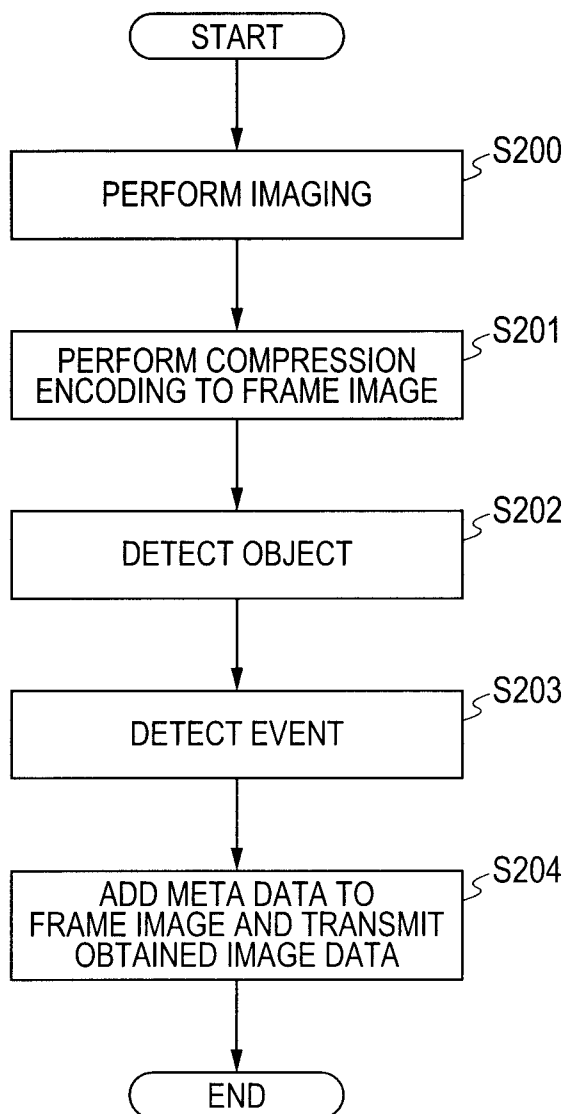 START
S200
PERFORM IMAGING
S201
PERFORM COMPRESSION
ENCODING TO FRAME IMAGE
S202
DETECT OBJECT
S203
DETECT EVENT
S204
ADD META DATA TO
FRAME IMAGE AND TRANSMIT
OBTAINED IMAGE DATA
END